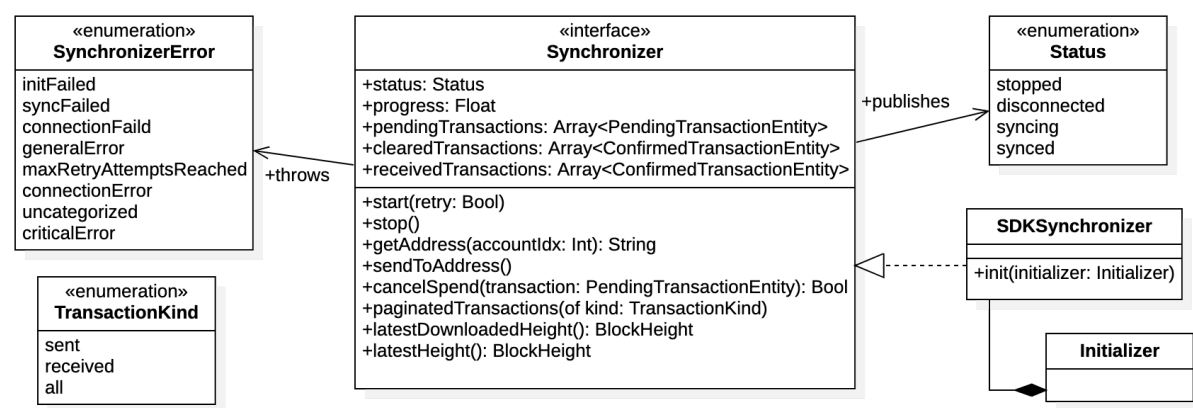 «enumeration»
SynchronizerError
initFailed
syncFailed
connectionFaild
generalError
maxRetryAttemptsReached
connectionError
uncategorized
criticalError
«enumeration»
TransactionKind
sent
received
all
+throws
«interface»
Synchronizer
+status: Status
+progress: Float
+pendingTransactions: Array<PendingTransactionEntity>
+clearedTransactions: Array<ConfirmedTransactionEntity>
+receivedTransactions: Array<ConfirmedTransactionEntity>
+start(retry: Bool)
+stop()
+getAddress(accountIdx: Int): String
+sendToAddress()
+cancelSpend(transaction: PendingTransactionEntity): Bool
+paginatedTransactions(of kind: TransactionKind)
+latestDownloadedHeight(): BlockHeight
+latestHeight(): BlockHeight
+publishes
«enumeration»
Status
stopped
disconnected
syncing
synced
SDKSynchronizer
+init(initializer: Initializer)
Initializer